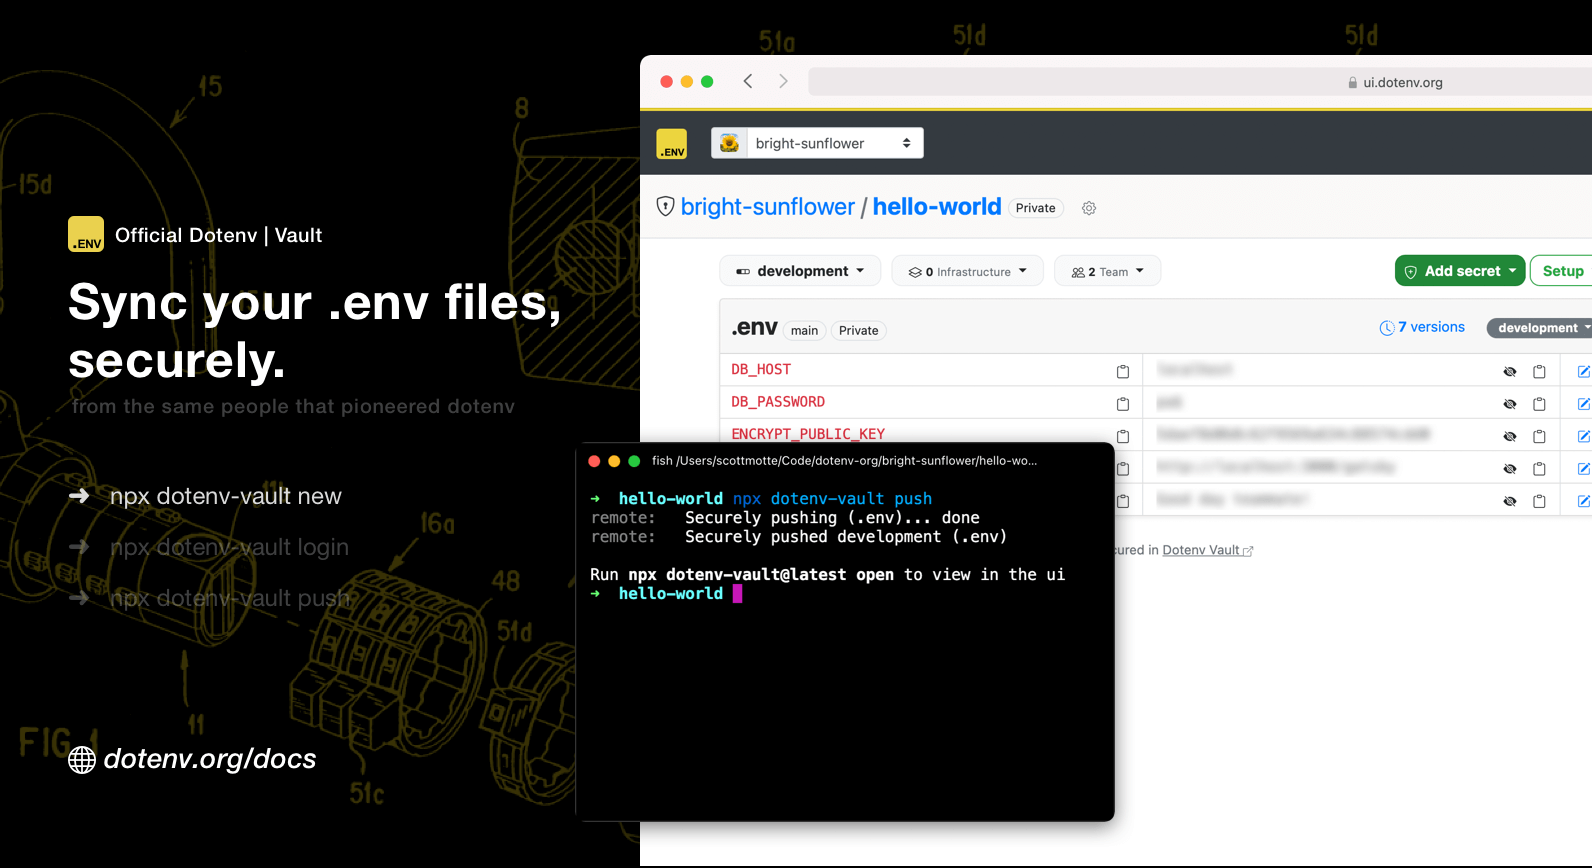 15
15d
8
51a
51d
51d
.ENV
Official Dotenv | Vault
Sync your .env files,
securely.
from the same people that pioneered dotenv
npx dotenv-vault new
npx dotenv-vault login
npx dotenv-vault push
16a
48
51d
11
FIG. 1
51c
dotenv.org/docs
ui.dotenv.org
.ENV
bright-sunflower
bright-sunflower / hello-world Private
development
0 Infrastructure
2 Team
Add secret
Setup
.env main Private
7 versions
development
DB_HOST
DB_PASSWORD
ENCRYPT_PUBLIC_KEY
cured in Dotenv Vault
fish /Users/scottmotte/Code/dotenv-org/bright-sunflower/hello-wo...
➜ hello-world npx dotenv-vault push
remote: Securely pushing (.env)... done
remote: Securely pushed development (.env)
Run npx dotenv-vault@latest open to view in the ui
➜ hello-world